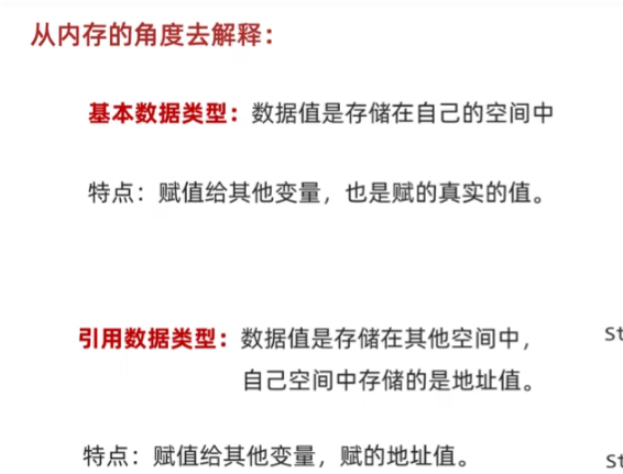 从内存的角度去解释：
基本数据类型：数据值是存储在自己的空间中
特点：赋值给其他变量，也是赋的真实的值。
引用数据类型：数据值是存储在其他空间中，
自己空间中存储的是地址值。
特点：赋值给其他变量，赋的地址值。